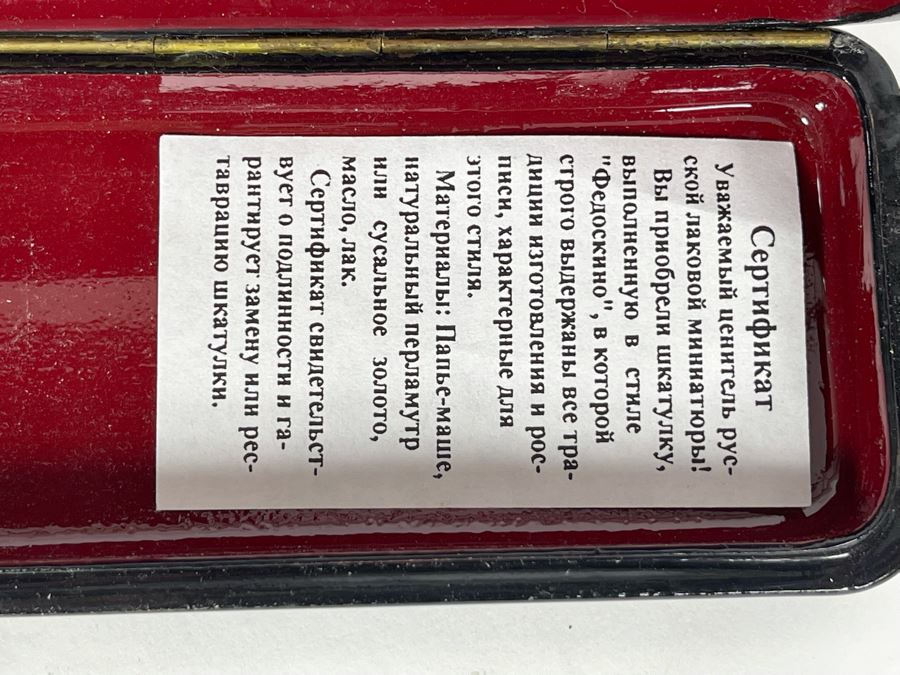 Сертификат
Уважаемый ценитель рус-
ской лаковой миниатюры!
Вы приобрели шкатулку,
выполненную в стиле
"Федоскино", в которой
строго выдержаны все тра-
диции изготовления и рос-
писи, характерные для
этого стиля.
Материалы: Папье-маше,
натуральный перламутр
или сусальное золото,
масло, лак.
Сертификат свидетельст-
вует о подлинности и га-
рантирует замену или рес-
таврацию шкатулки.